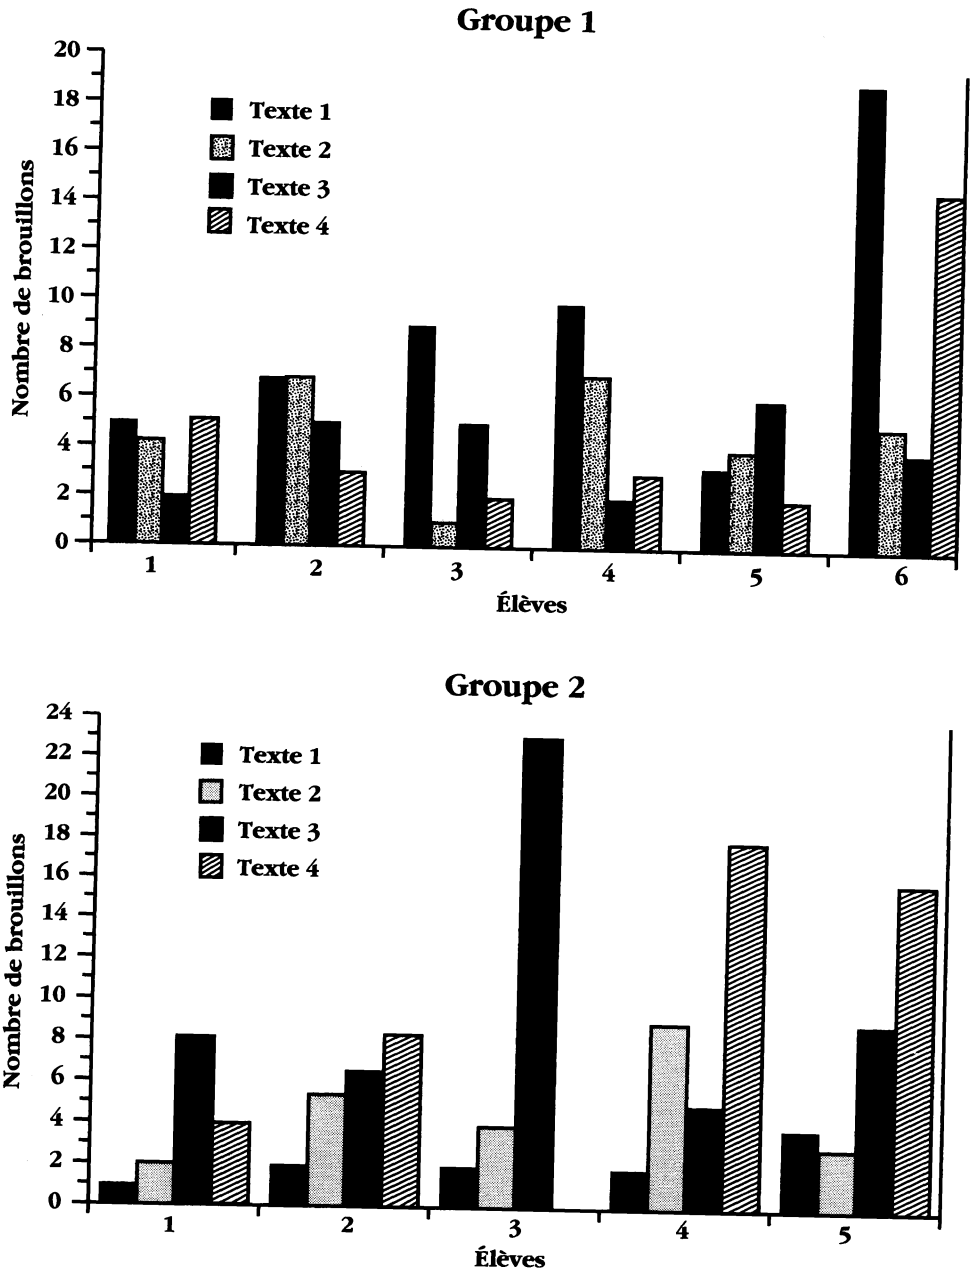 Groupe 1
20
18
16
14
12
10
8
6
4
2
0
Nombre de brouillons
Texte 1
Texte 2
Texte 3
Texte 4
1 2 3 4 5 6
Élèves
Groupe 2
24
22
20
18
16
14
12
10
8
6
4
2
0
Nombre de brouillons
Texte 1
Texte 2
Texte 3
Texte 4
1 2 3 4 5
Élèves